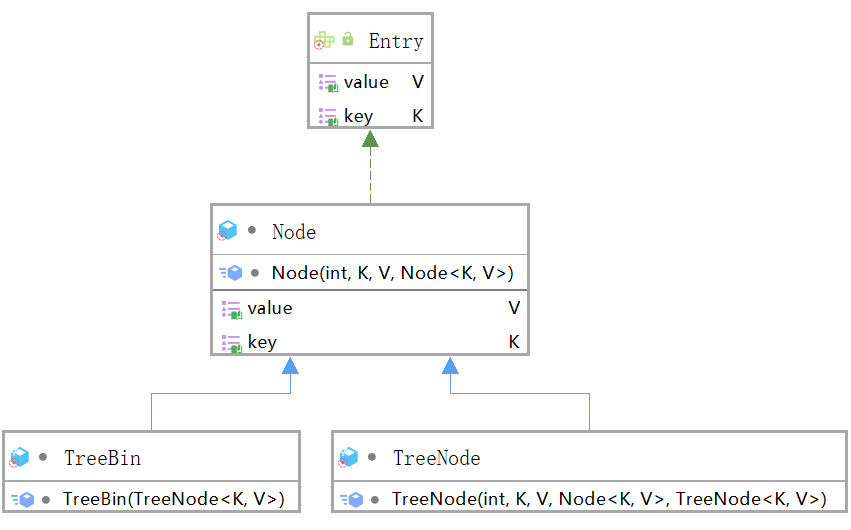 Entry
value V
key K
Node
Node(int, K, V, Node<K, V>)
value V
key K
TreeBin
TreeBin(TreeNode<K, V>)
TreeNode
TreeNode(int, K, V, Node<K, V>, TreeNode<K, V>)